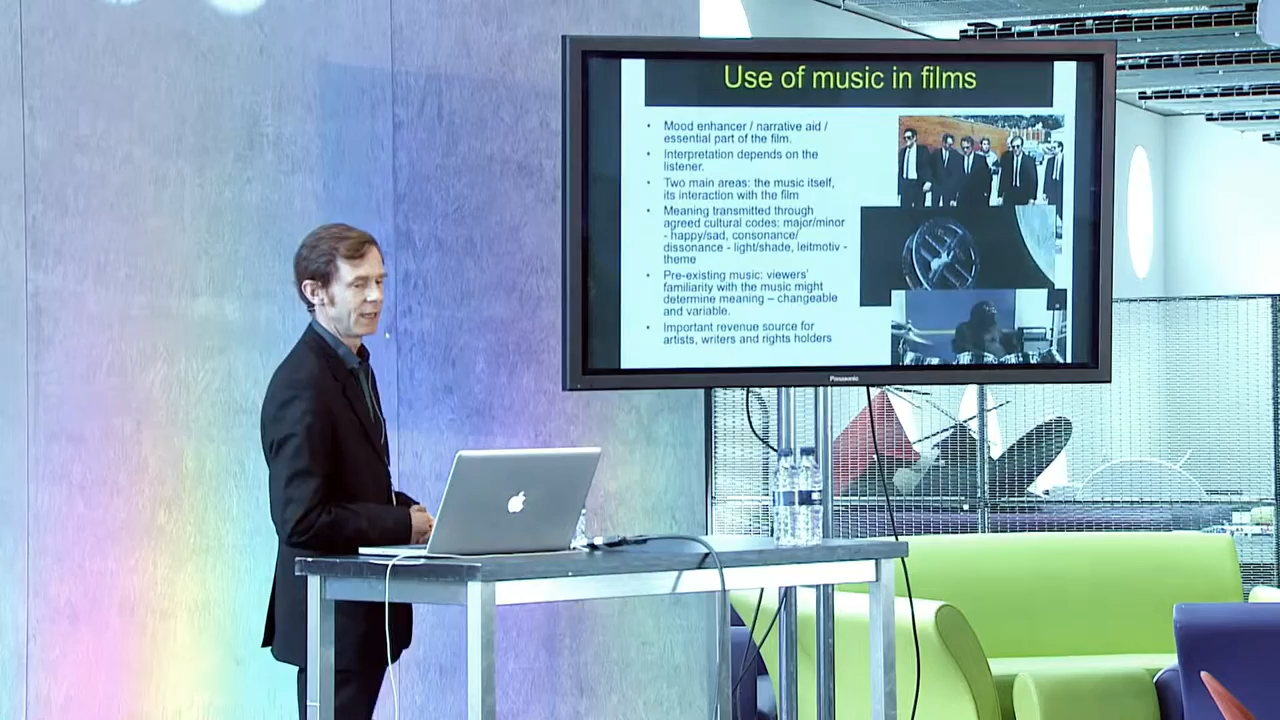 Use of music in films
• Mood enhancer / narrative aid /
essential part of the film.
• Interpretation depends on the
listener.
• Two main areas: the music itself,
its interaction with the film
• Meaning transmitted through
agreed cultural codes: major/minor
- happy/sad, consonance/
dissonance - light/shade, leitmotiv -
theme
• Pre-existing music: viewers'
familiarity with the music might
determine meaning – changeable
and variable.
• Important revenue source for
artists, writers and rights holders
Panasonic